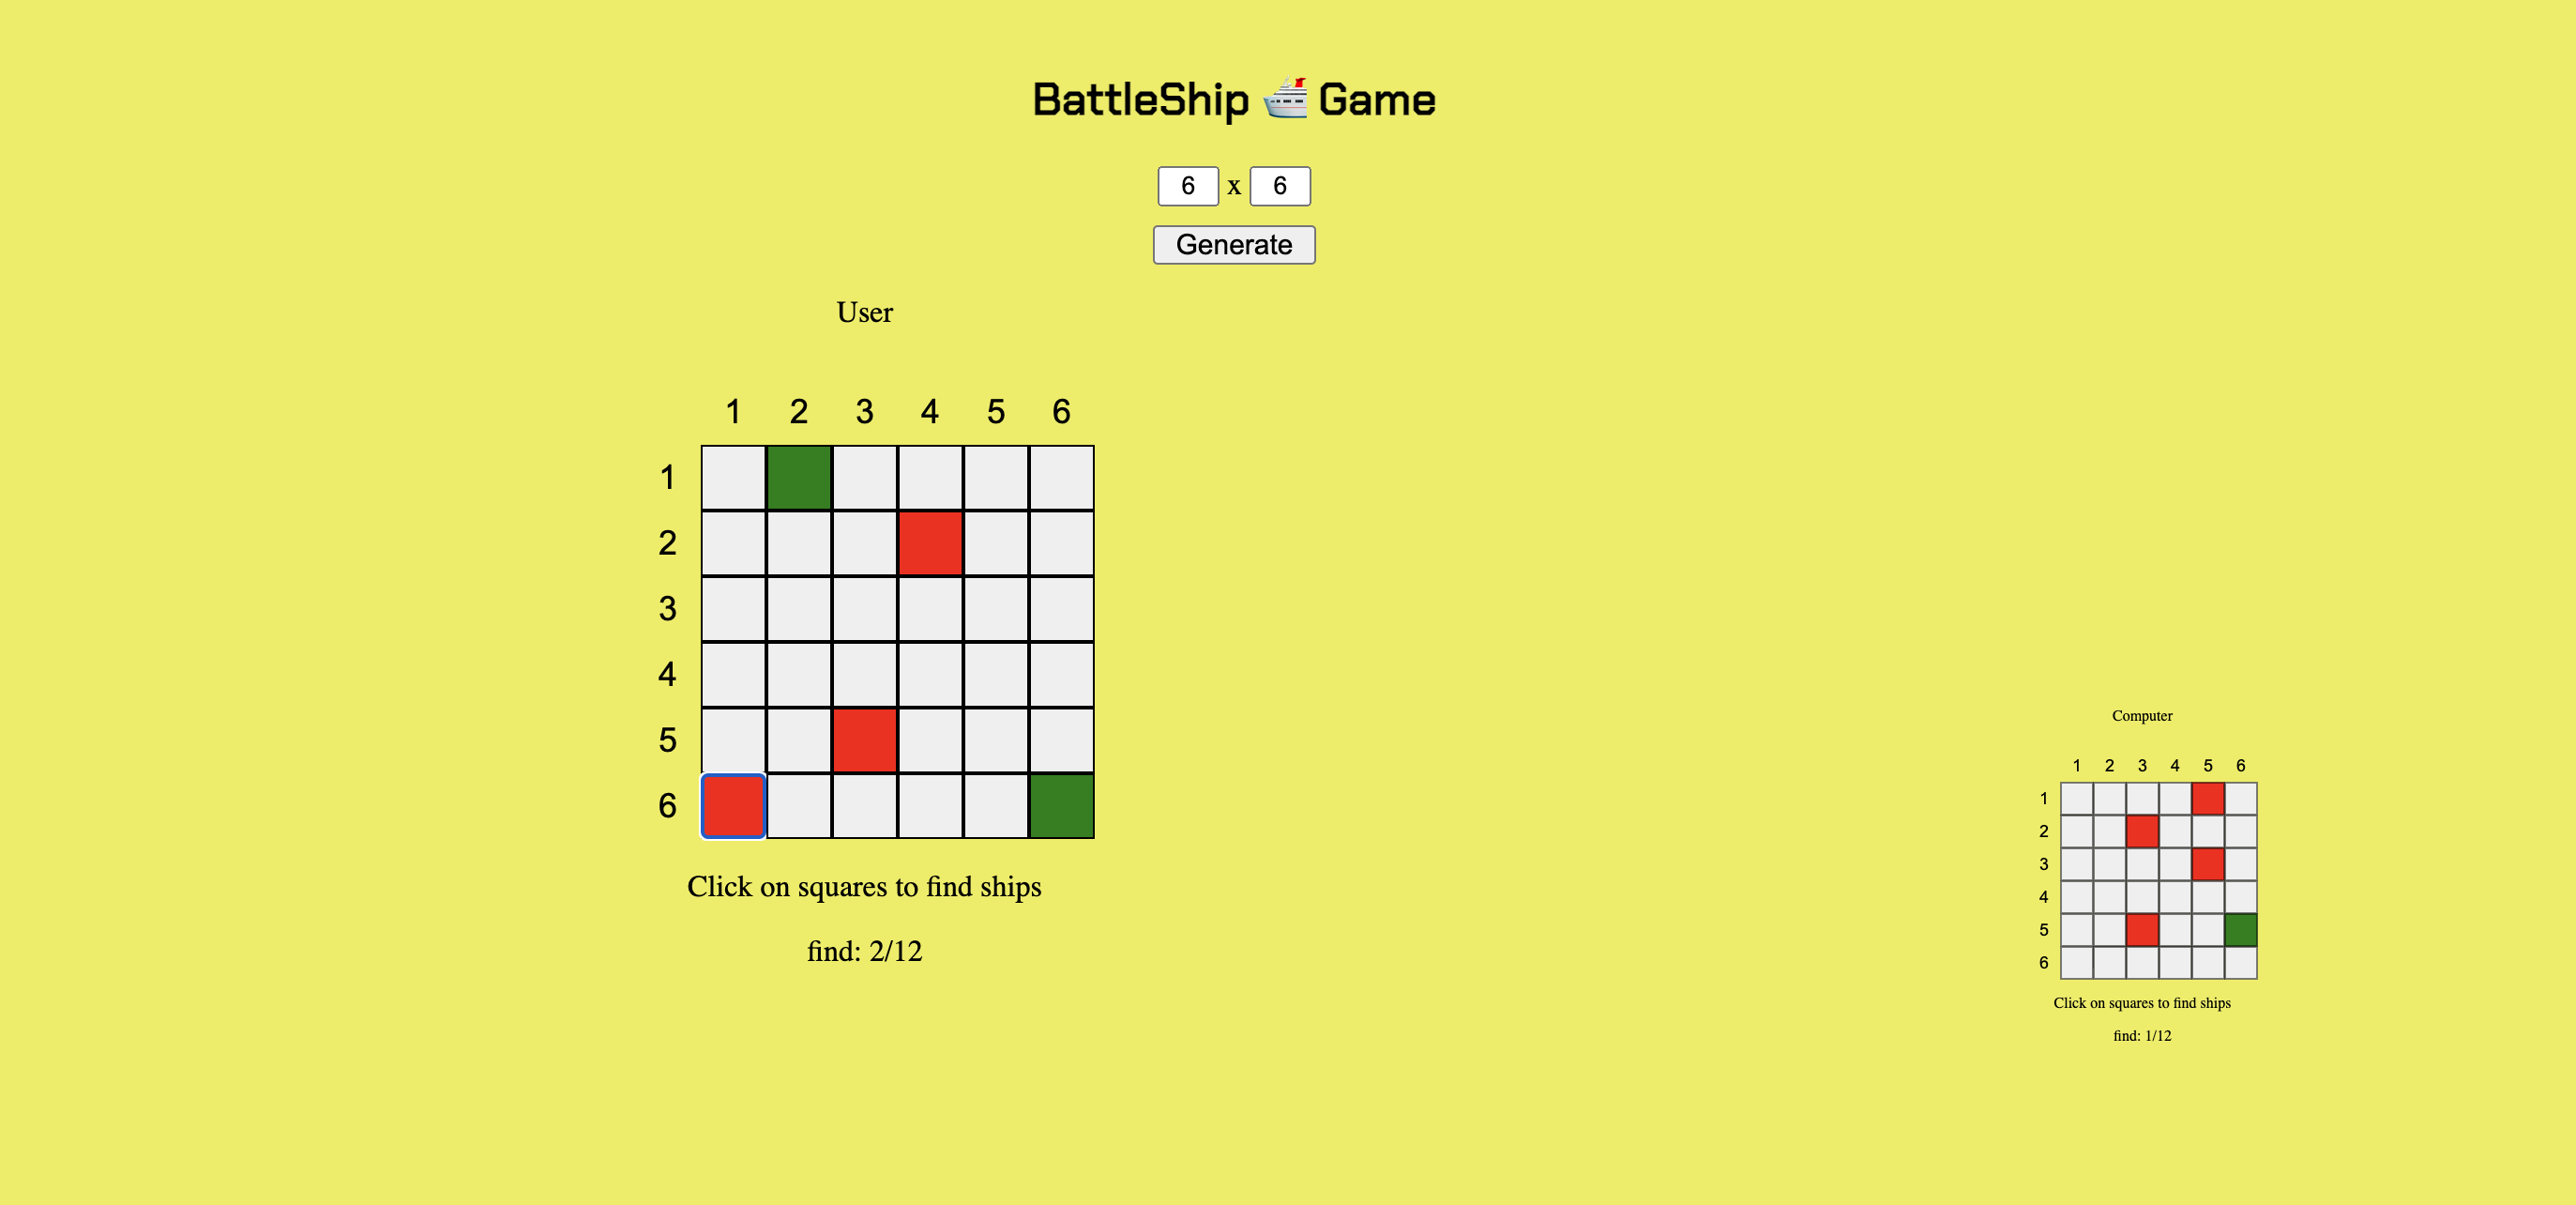 BattleShip 🛳 Game
6 x 6
Generate
User
1 2 3 4 5 6
1
2
3
4
5
6
Click on squares to find ships
find: 2/12
Computer
1 2 3 4 5 6
1
2
3
4
5
6
Click on squares to find ships
find: 1/12